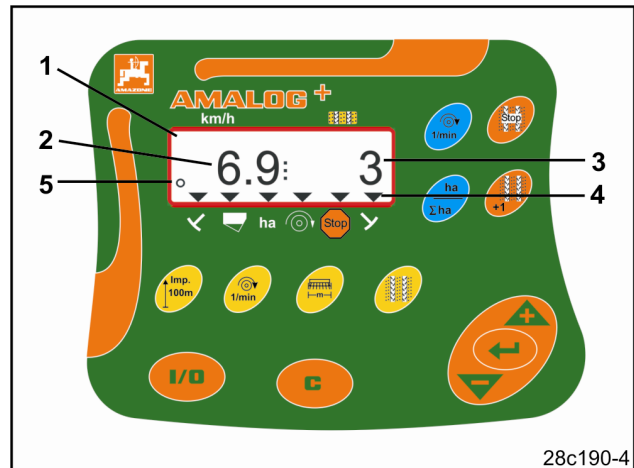 AMAZONE
AMALOG+
km/h
1
2
3
4
5
6.9:
3
ha
Stop
1/min
Stop
ha
Σha
+1
Imp.
100m
1/min
m
+
−
I/O
C
28c190-4